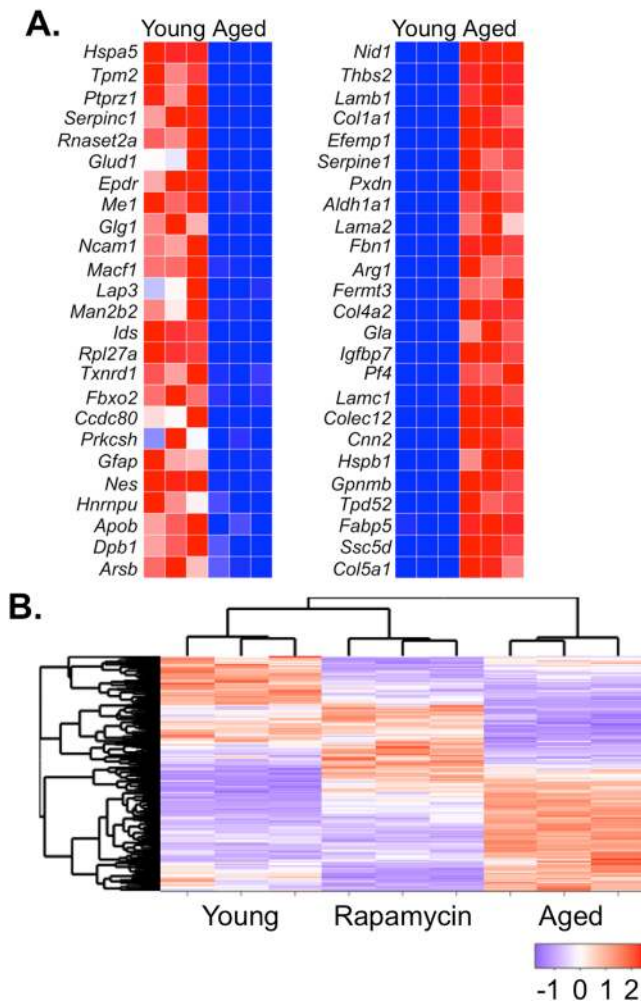 A.
Young Aged
Hspa5
Tpm2
Ptprz1
Serpinc1
Rnaset2a
Glud1
Epdr
Me1
Glg1
Ncam1
Macf1
Lap3
Man2b2
Ids
Rpl27a
Txnrd1
Fbxo2
Ccdc80
Prkcsh
Gfap
Nes
Hnrnpu
Apob
Dpb1
Arsb
Young Aged
Nid1
Thbs2
Lamb1
Col1a1
Efemp1
Serpine1
Pxdn
Aldh1a1
Lama2
Fbn1
Arg1
Fermt3
Col4a2
Gla
Igfbp7
Pf4
Lamc1
Colec12
Cnn2
Hspb1
Gpnmb
Tpd52
Fabp5
Ssc5d
Col5a1
B.
Young Rapamycin Aged
-1 0 1 2